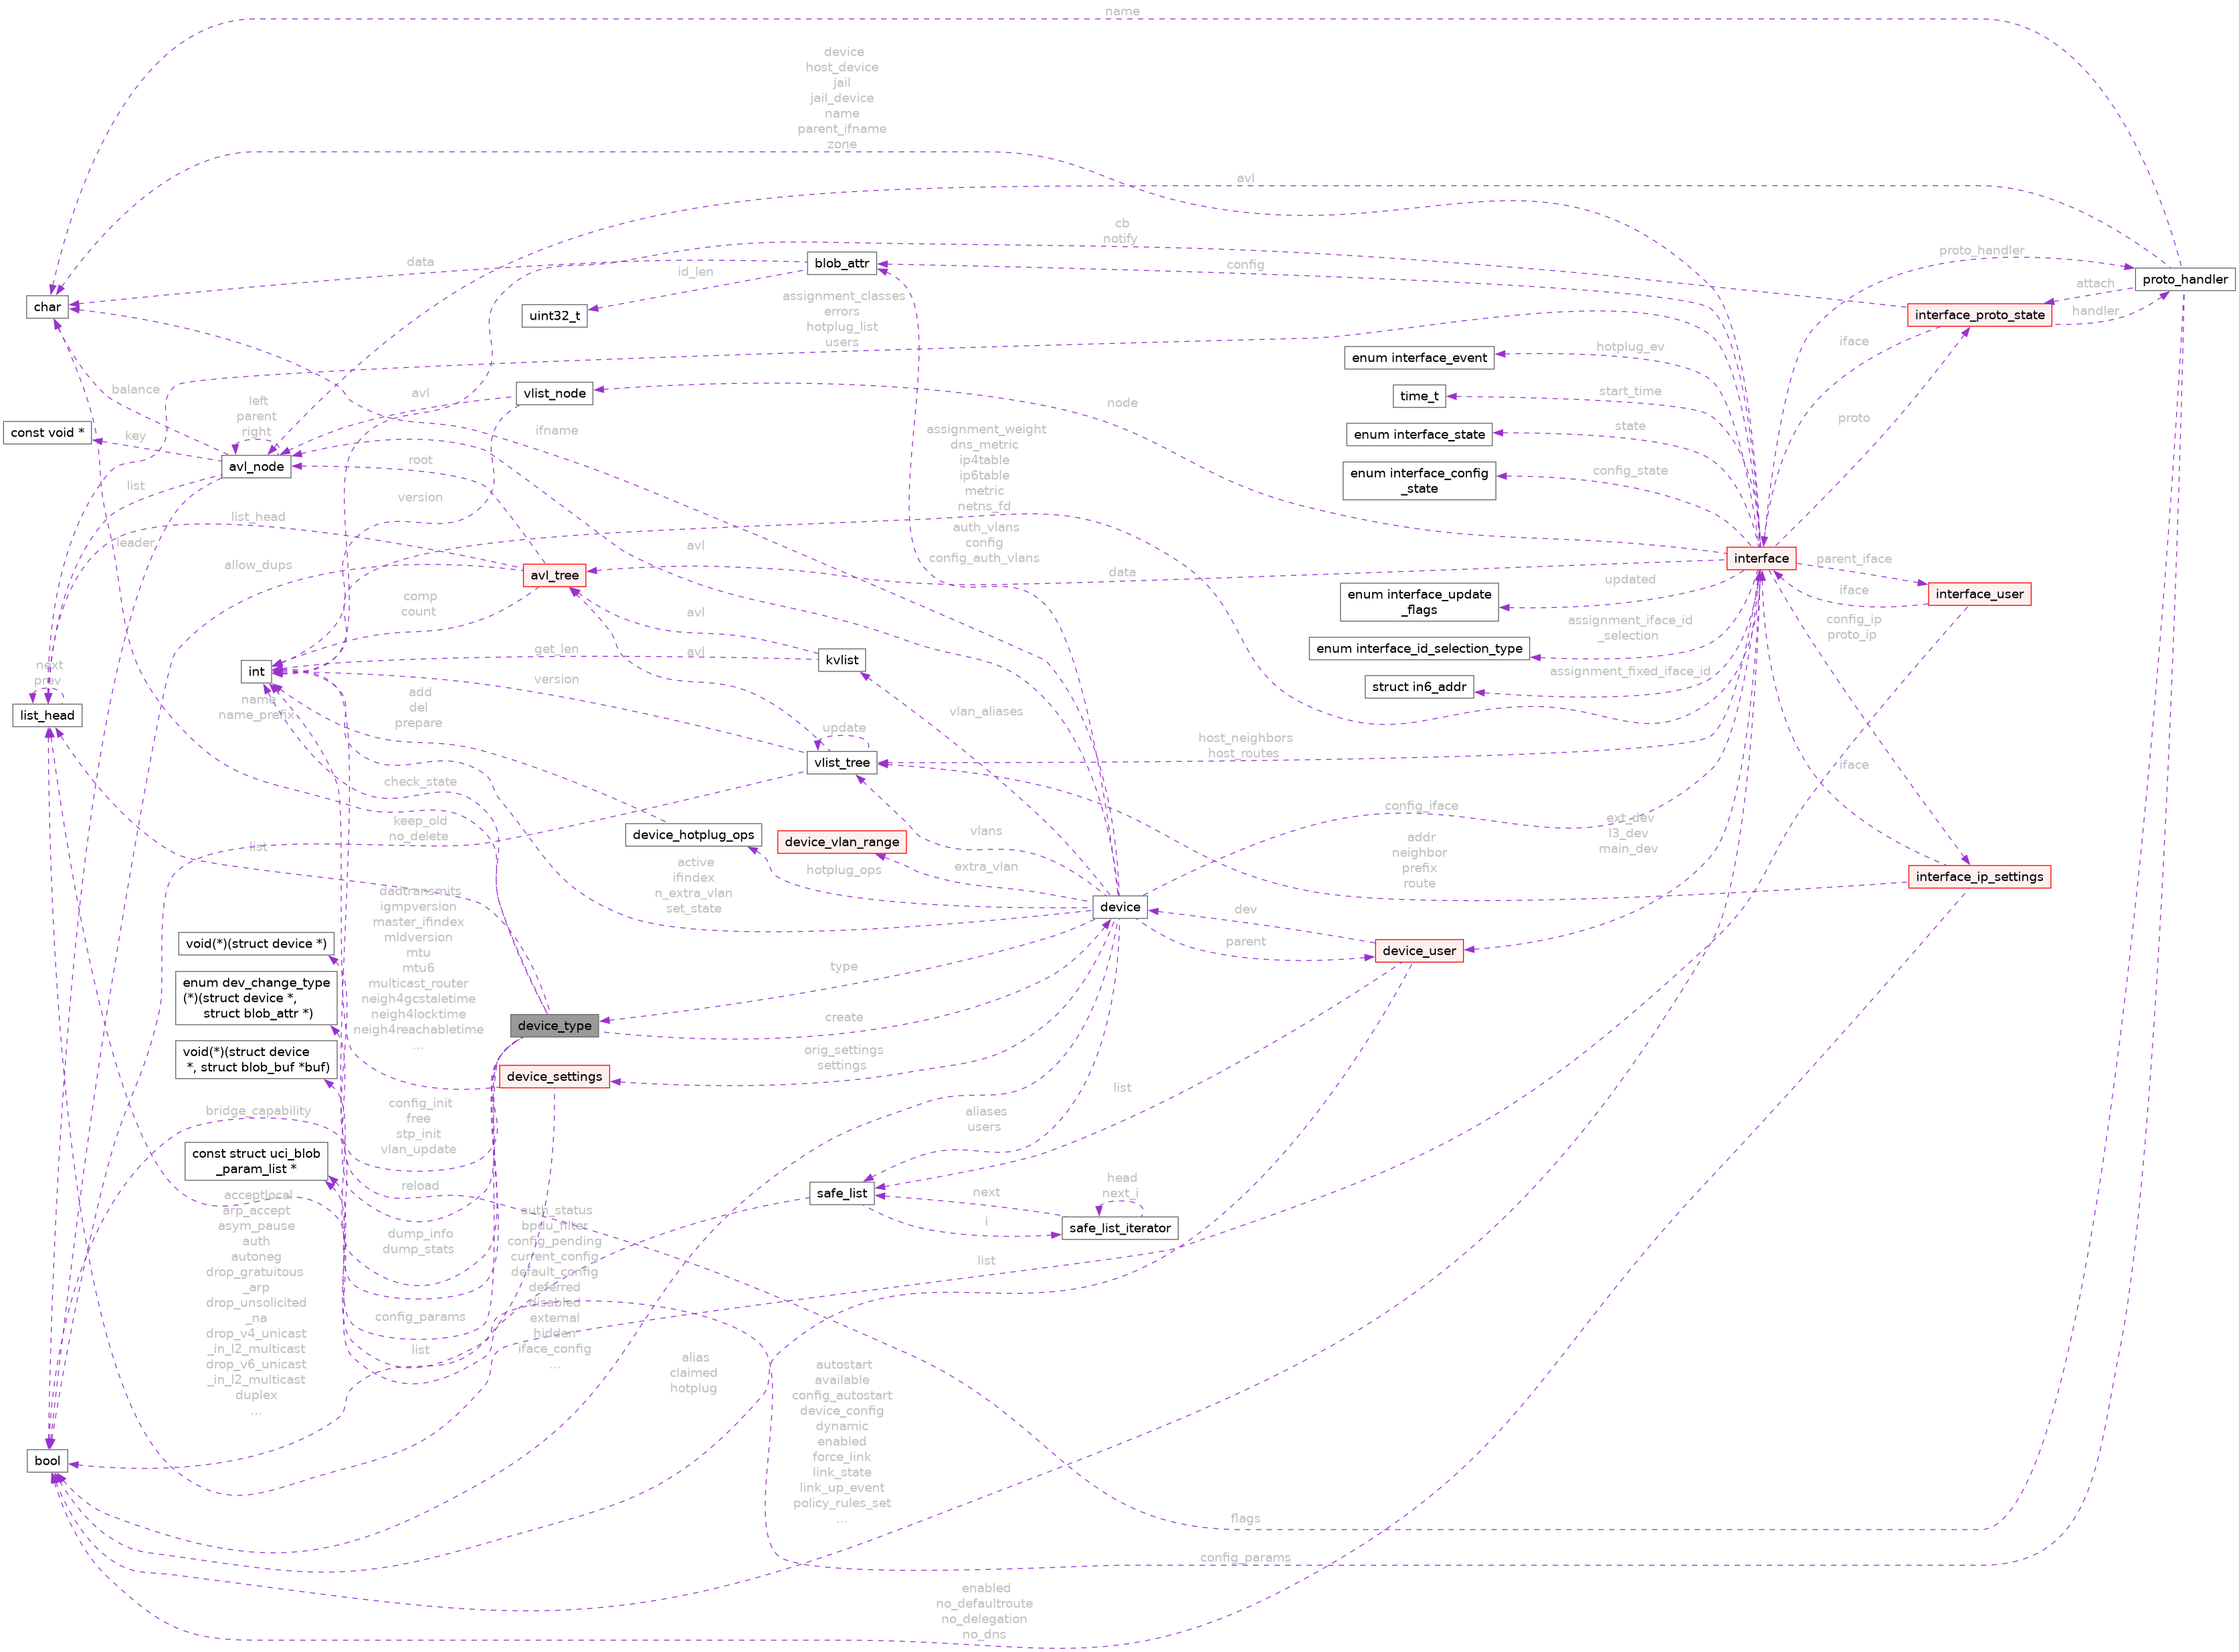 name
device
host_device
jail
jail_device
name
parent_ifname
zone
avl
cb
notify
proto_handler
blob_attr
config
data
id_len
proto_handler
attach
char
uint32_t
assignment_classes
errors
hotplug_list
users
interface_proto_state
handler
enum interface_event
hotplug_ev
iface
balance
left
parent
right
avl
vlist_node
time_t
start_time
node
ifname
proto
const void *
key
avl_node
root
assignment_weight
dns_metric
ip4table
ip6table
metric
netns_fd
enum interface_state
state
enum interface_config
_state
config_state
list
version
list_head
leader
auth_vlans
config
config_auth_vlans
avl
interface
parent_iface
allow_dups
avl_tree
data
enum interface_update
_flags
updated
interface_user
iface
comp
count
avl
assignment_iface_id
_selection
config_ip
proto_ip
enum interface_id_selection_type
get_len
avl
kvlist
next
prev
int
version
struct in6_addr
assignment_fixed_iface_id
list_head
name
name_prefix
add
del
prepare
vlan_aliases
update
host_neighbors
host_routes
vlist_tree
iface
check_state
keep_old
no_delete
list
device_hotplug_ops
device_vlan_range
vlans
config_iface
ext_dev
l3_dev
main_dev
addr
neighbor
prefix
route
active
ifindex
n_extra_vlan
set_state
hotplug_ops
extra_vlan
interface_ip_settings
dadtransmits
igmpversion
master_ifindex
mldversion
mtu
mtu6
multicast_router
neigh4gcstaletime
neigh4locktime
neigh4reachabletime
...
device
dev
void(*)(struct device *)
parent
device_user
type
enum dev_change_type
(*)(struct device *,
struct blob_attr *)
device_type
create
void(*)(struct device
*, struct blob_buf *buf)
orig_settings
settings
device_settings
list
bridge_capability
config_init
free
stp_init
vlan_update
aliases
users
const struct uci_blob
_param_list *
reload
safe_list
next
head
next_i
i
safe_list_iterator
acceptlocal
arp_accept
asym_pause
auth
autoneg
drop_gratuitous
_arp
drop_unsolicited
_na
drop_v4_unicast
_in_l2_multicast
drop_v6_unicast
_in_l2_multicast
duplex
...
dump_info
dump_stats
auth_status
bpdu_filter
config_pending
current_config
default_config
deferred
disabled
external
hidden
iface_config
...
list
config_params
list
alias
claimed
hotplug
bool
autostart
available
config_autostart
device_config
dynamic
enabled
force_link
link_state
link_up_event
policy_rules_set
...
flags
config_params
enabled
no_defaultroute
no_delegation
no_dns